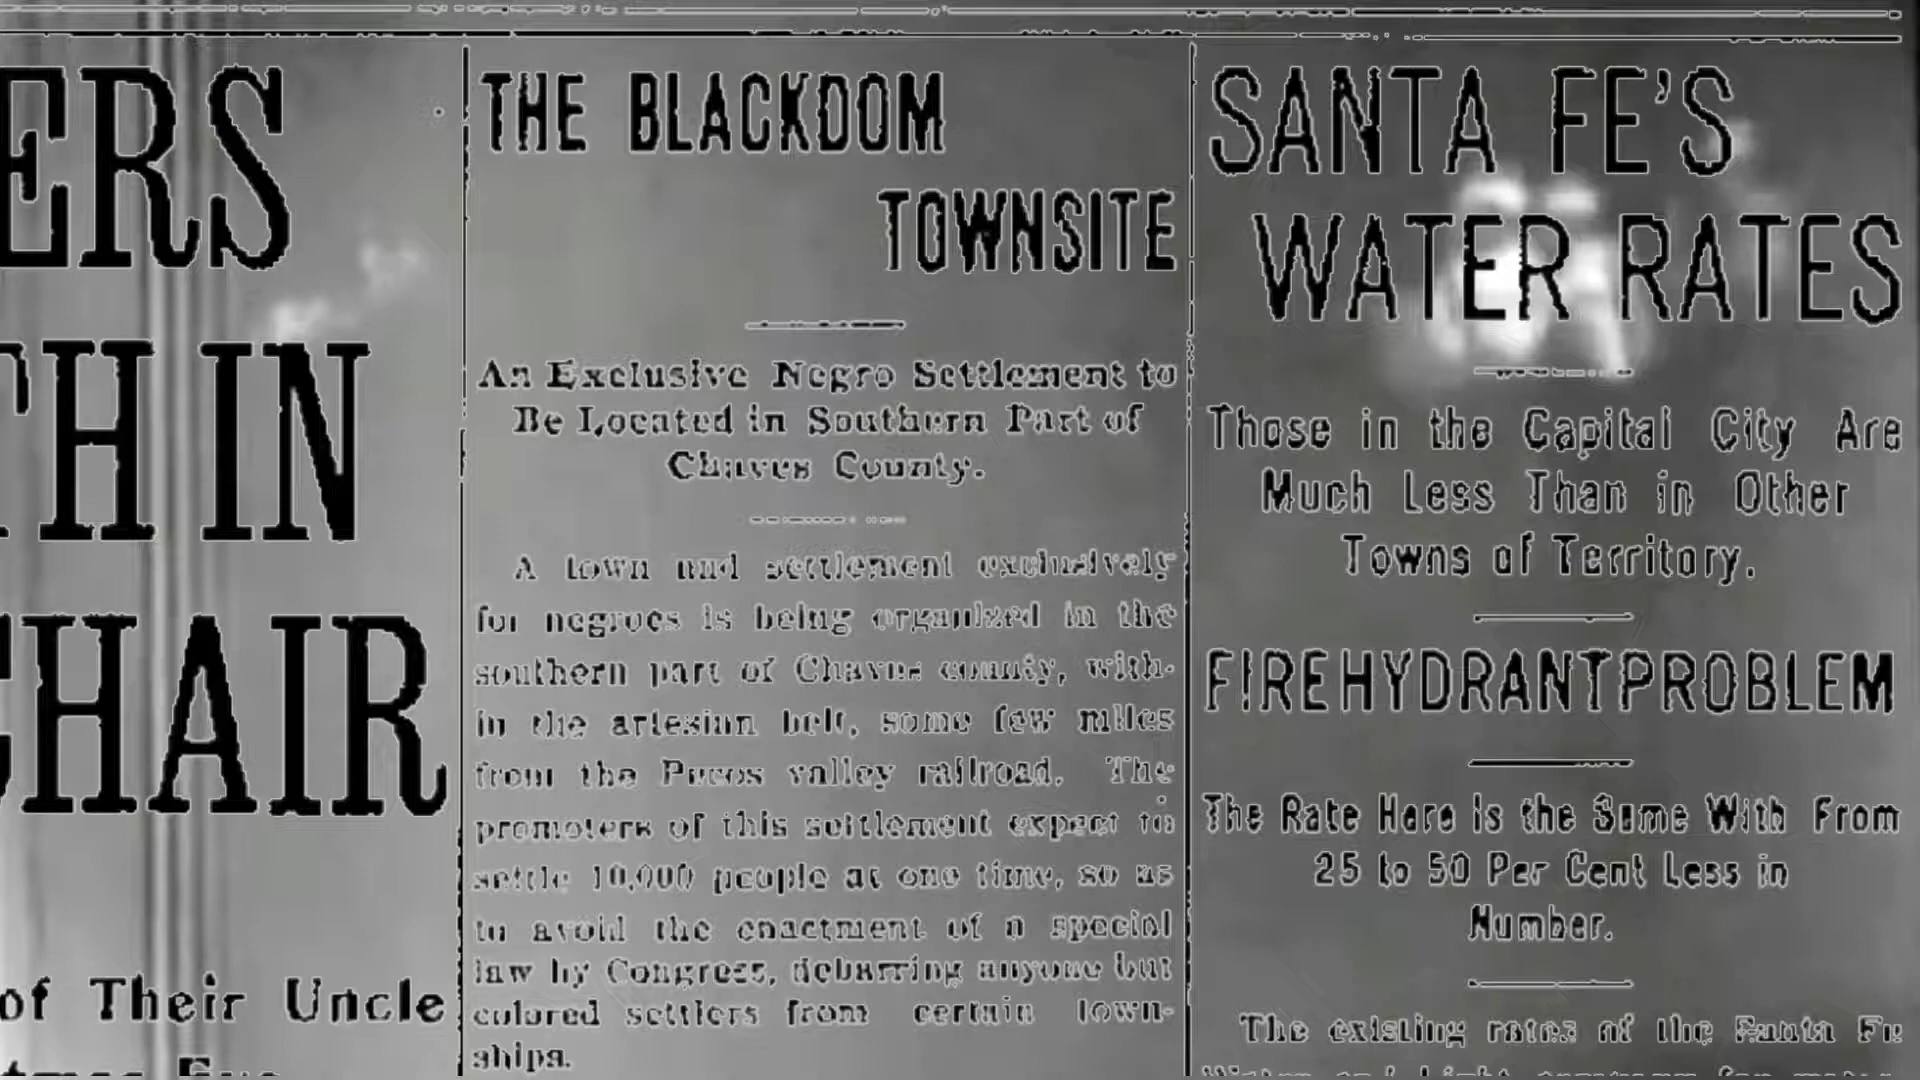 ERS
TH IN
CHAIR
of Their Uncle
THE BLACKDOM
TOWNSITE
An Exclusive Negro Settlement to
Be Located in Southern Part of
Chaves County.
A town and settlement exclusively
for negroes is being organized in the
southern part of Chaves county, with-
in the artesian belt, some few miles
from the Pecos valley railroad. The
promoters of this settlement expect to
settle 10,000 people at one time, so as
to avoid the enactment of a special
law by Congress, debarring anyone but
colored settlers from certain town-
ships.
SANTA FE'S
WATER RATES
Those in the Capital City Are
Much Less Than in Other
Towns of Territory.
FIRE HYDRANT PROBLEM
The Rate Here is the Same With From
25 to 50 Per Cent Less in
Number.
The existing rates of the Santa Fe